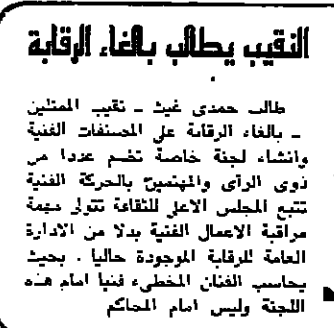 النقيب يطالب بالغاء الرقابة
طالب حمدى غيث ـ نقيب الممثلين
ـ بالغاء الرقابة على المصنفات الفنية
وانشاء لجنة خاصة تضم عددا من
ذوى الرأى والمهتمين بالحركة الفنية
تتبع المجلس الاعلى للثقافة تتولى مهمة
مراقبة الاعمال الفنية بدلا من الادارة
العامة للرقابة الموجودة حاليا . بحيث
يحاسب الفنان المخطىء فنيا امام هذه
اللجنة وليس امام المحاكم